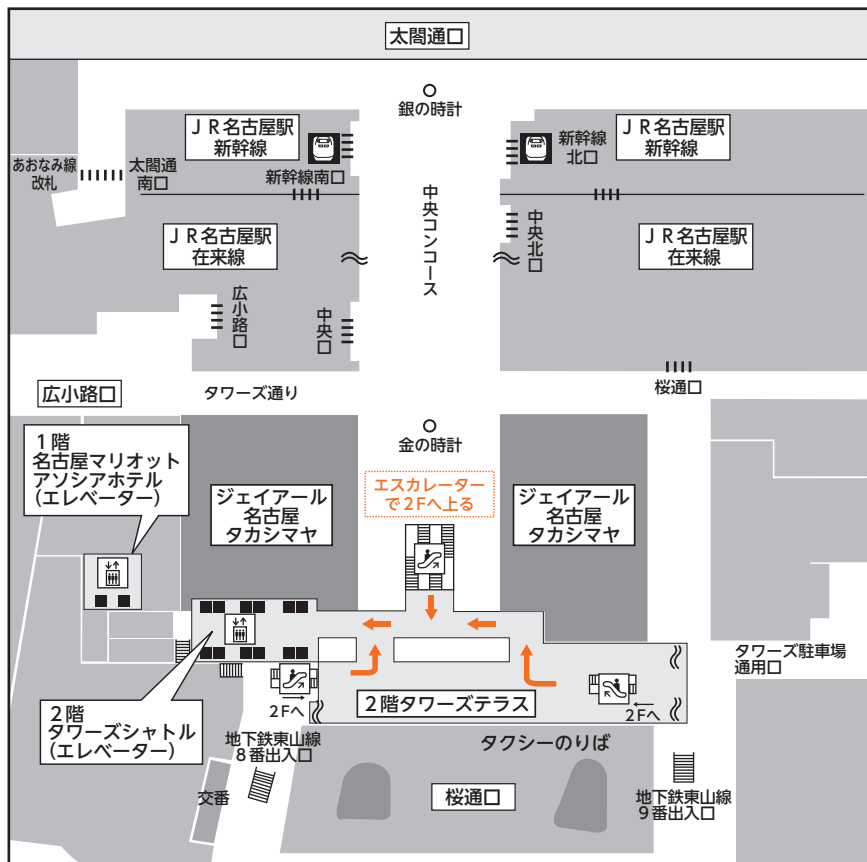 太閤通口
銀の時計
ＪＲ名古屋駅
新幹線
新幹線
北口
ＪＲ名古屋駅
新幹線
あおなみ線
改札
太閤通
南口
新幹線南口
中央コンコース
中央北口
ＪＲ名古屋駅
在来線
ＪＲ名古屋駅
在来線
広小路口
中央口
桜通口
広小路口
タワーズ通り
金の時計
１階
名古屋マリオット
アソシアホテル
（エレベーター）
エスカレーター
で２Fへ上る
ジェイアール
名古屋
タカシマヤ
ジェイアール
名古屋
タカシマヤ
タワーズ駐車場
通用口
２階
タワーズシャトル
（エレベーター）
２Fへ
２階タワーズテラス
２Fへ
地下鉄東山線
８番出入口
タクシーのりば
交番
桜通口
地下鉄東山線
９番出入口